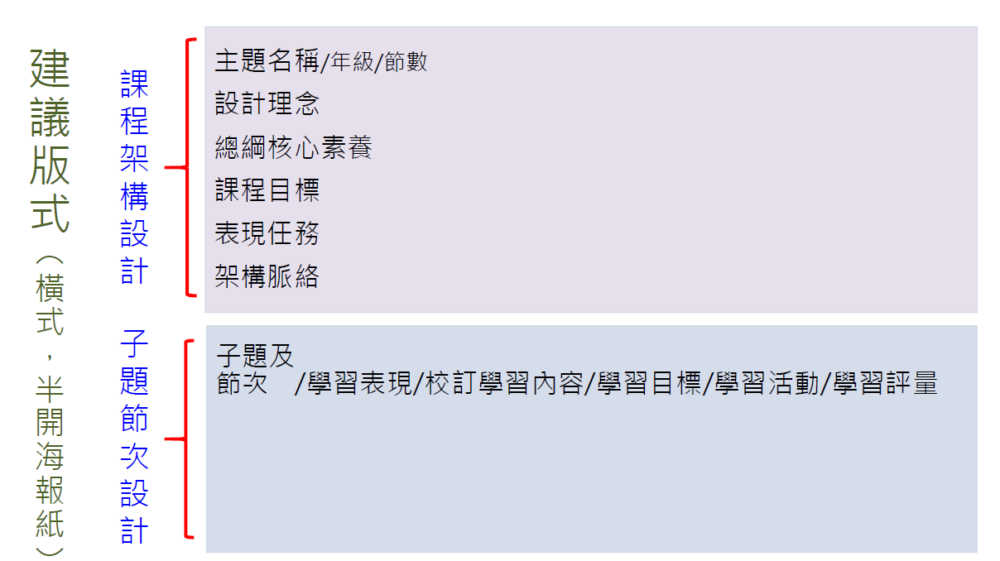 建議版式（橫式，半開海報紙）
課程架構設計
主題名稱/年級/節數
設計理念
總綱核心素養
課程目標
表現任務
架構脈絡
子題節次設計
子題及
節次 /學習表現/校訂學習內容/學習目標/學習活動/學習評量